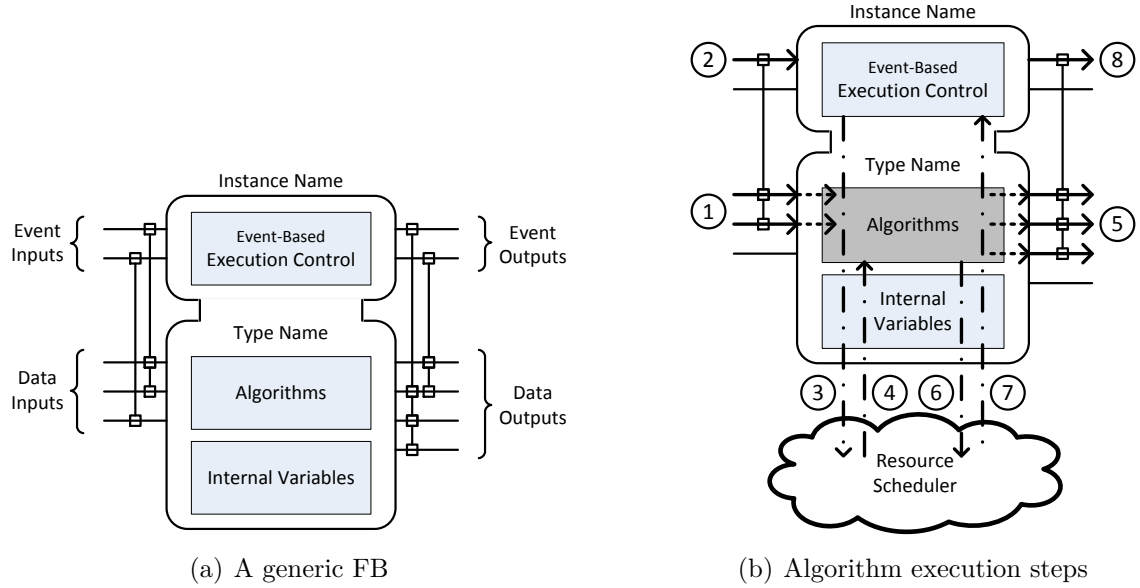 Instance Name
Event-Based
Execution Control
Event
Inputs
Event
Outputs
Type Name
Data
Inputs
Algorithms
Data
Outputs
Internal Variables
(a) A generic FB
Instance Name
2
Event-Based
Execution Control
8
Type Name
1
Algorithms
5
Internal
Variables
3
4
6
7
Resource
Scheduler
(b) Algorithm execution steps